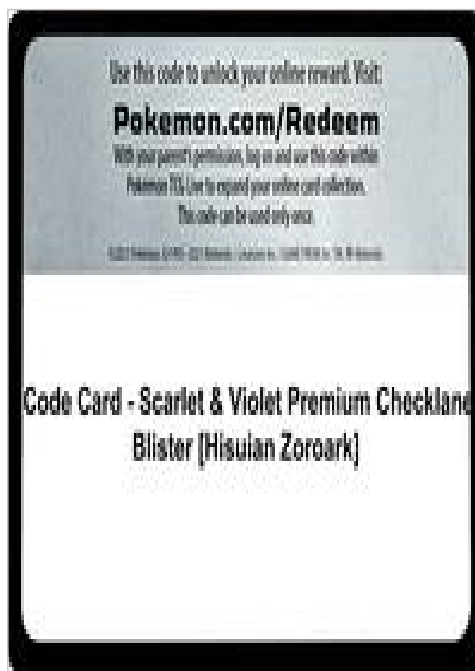 Use this code to unlock your online reward. Visit:
Pokemon.com/Redeem
With your parent's permission, log on and use this code within
Pokémon TCG Live to expand your online card collection.
This code can be used only once.
Code Card - Scarlet & Violet Premium Checklane
Blister [Hisuian Zoroark]